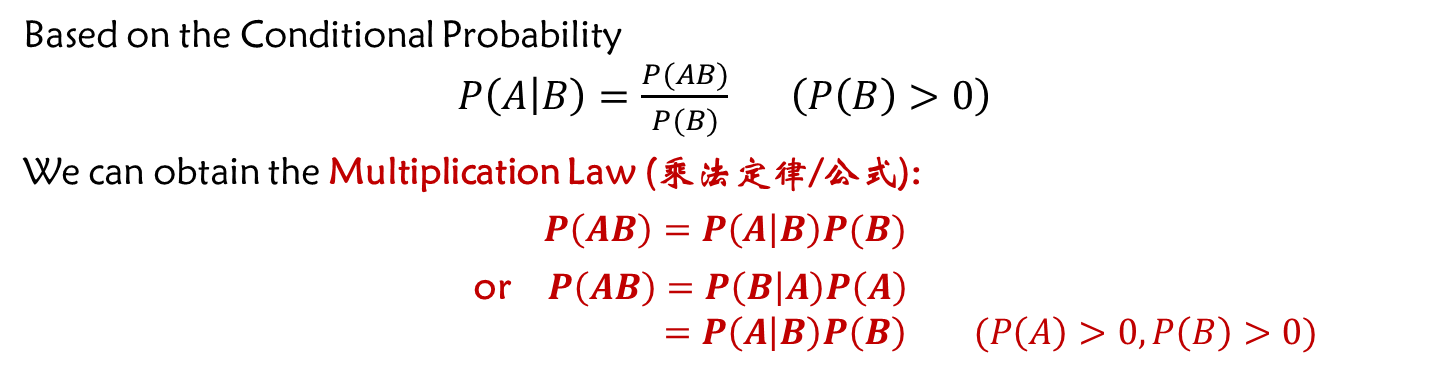 Based on the Conditional Probability
P(A|B) = P(AB)/P(B) (P(B) > 0)
We can obtain the Multiplication Law (乘法定律/公式):
P(AB) = P(A|B)P(B)
or P(AB) = P(B|A)P(A)
= P(A|B)P(B) (P(A) > 0, P(B) > 0)